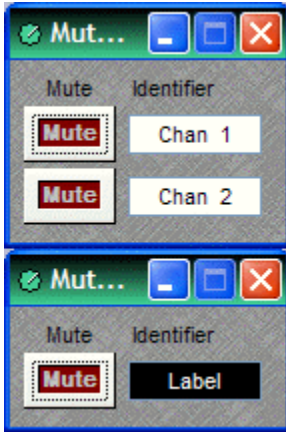 Mut...
Mute Identifier
Mute Chan 1
Mute Chan 2
Mut...
Mute Identifier
Mute Label